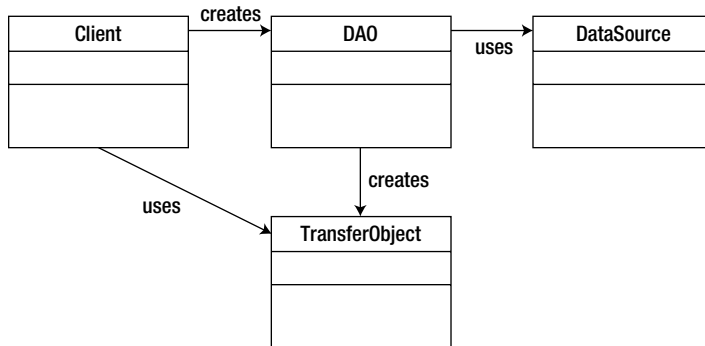 creates
Client
DAO
DataSource
uses
creates
uses
TransferObject